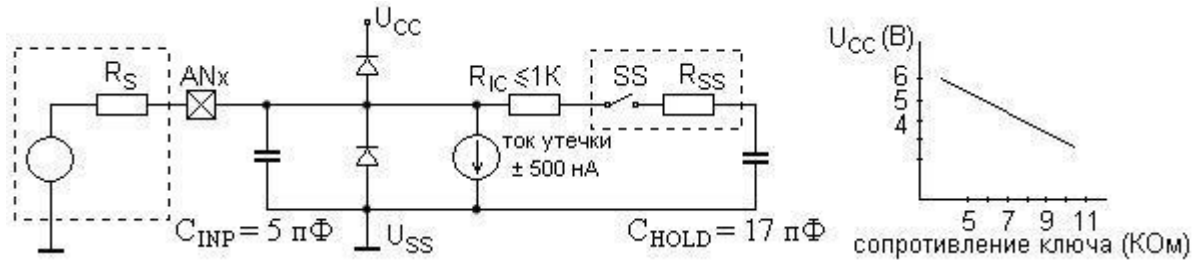 U_CC
R_S
ANx
R_IC ≤1K
SS
R_SS
ток утечки
± 500 нА
C_INP = 5 пФ
U_SS
C_HOLD = 17 пФ
U_CC (В)
6
5
4
5 7 9 11
сопротивление ключа (КОм)